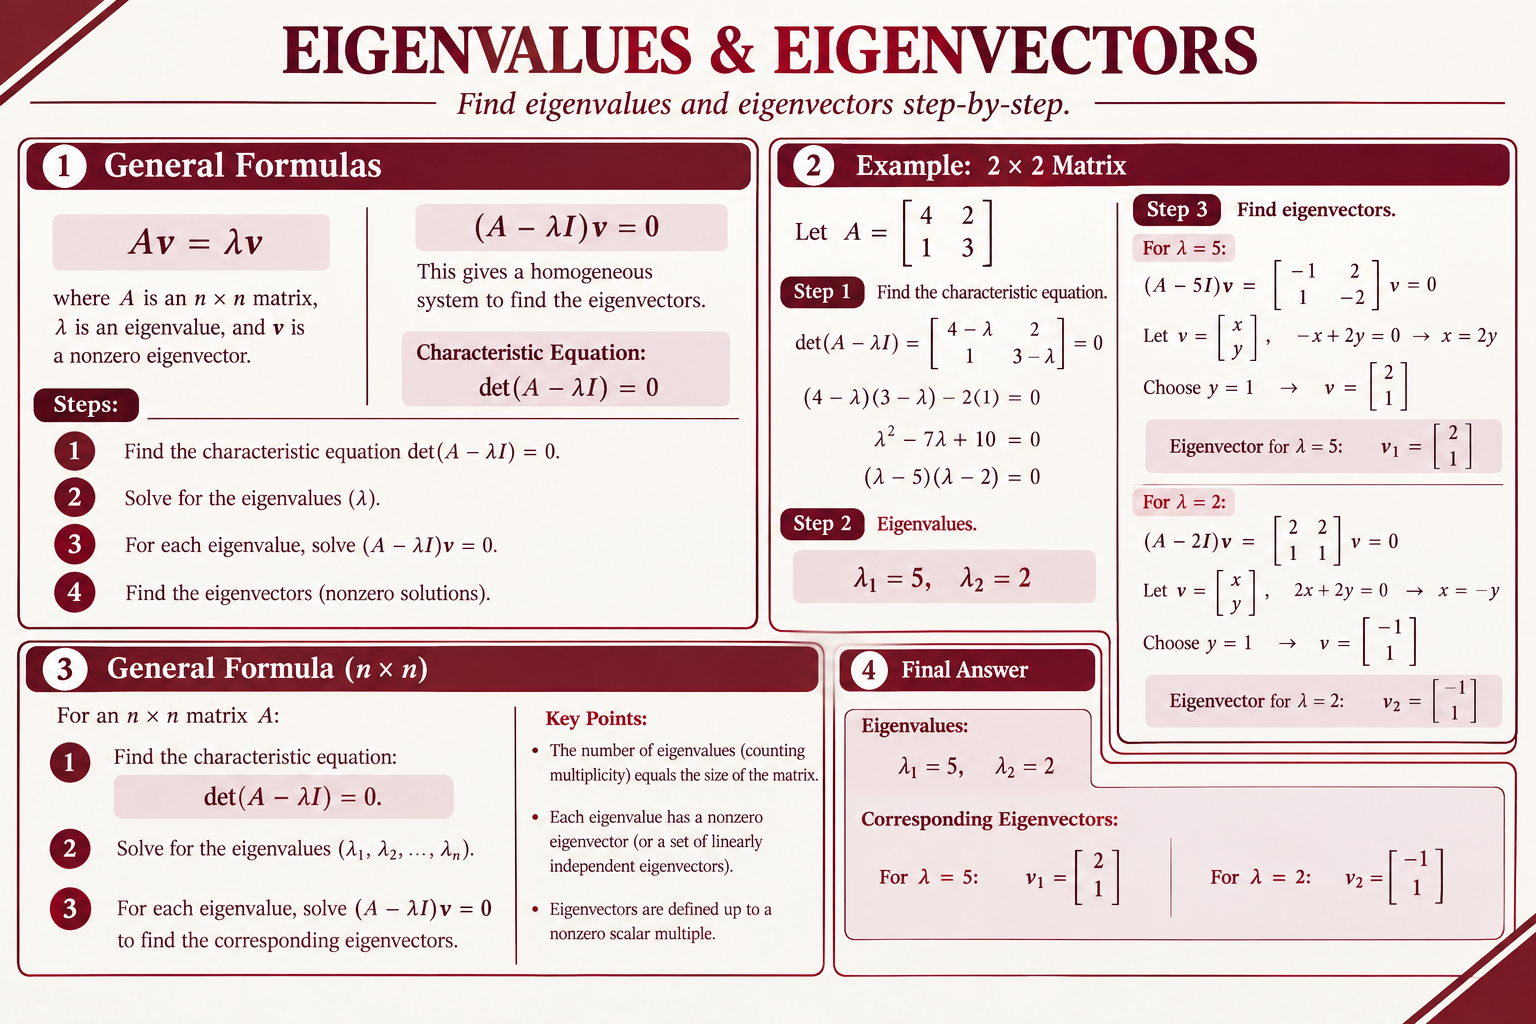 EIGENVALUES & EIGENVECTORS
Find eigenvalues and eigenvectors step-by-step.
1 General Formulas
Av = λv
where A is an n × n matrix,
λ is an eigenvalue, and v is
a nonzero eigenvector.
(A − λI)v = 0
This gives a homogeneous
system to find the eigenvectors.
Characteristic Equation:
det(A − λI) = 0
Steps:
1 Find the characteristic equation det(A − λI) = 0.
2 Solve for the eigenvalues (λ).
3 For each eigenvalue, solve (A − λI)v = 0.
4 Find the eigenvectors (nonzero solutions).
2 Example: 2 × 2 Matrix
Let A = [4 2
1 3]
Step 1 Find the characteristic equation.
det(A − λI) = [4 − λ 2
1 3 − λ] = 0
(4 − λ)(3 − λ) − 2(1) = 0
λ² − 7λ + 10 = 0
(λ − 5)(λ − 2) = 0
Step 2 Eigenvalues.
λ₁ = 5, λ₂ = 2
Step 3 Find eigenvectors.
For λ = 5:
(A − 5I)v = [−1 2
1 −2] v = 0
Let v = [x
y], −x + 2y = 0 → x = 2y
Choose y = 1 → v = [2
1]
Eigenvector for λ = 5: v₁ = [2
1]
For λ = 2:
(A − 2I)v = [2 2
1 1] v = 0
Let v = [x
y], 2x + 2y = 0 → x = −y
Choose y = 1 → v = [−1
1]
Eigenvector for λ = 2: v₂ = [−1
1]
3 General Formula (n × n)
For an n × n matrix A:
1 Find the characteristic equation:
det(A − λI) = 0.
2 Solve for the eigenvalues (λ₁, λ₂, …, λₙ).
3 For each eigenvalue, solve (A − λI)v = 0
to find the corresponding eigenvectors.
Key Points:
• The number of eigenvalues (counting
multiplicity) equals the size of the matrix.
• Each eigenvalue has a nonzero
eigenvector (or a set of linearly
independent eigenvectors).
• Eigenvectors are defined up to a
nonzero scalar multiple.
4 Final Answer
Eigenvalues:
λ₁ = 5, λ₂ = 2
Corresponding Eigenvectors:
For λ = 5: v₁ = [2
1]
For λ = 2: v₂ = [−1
1]